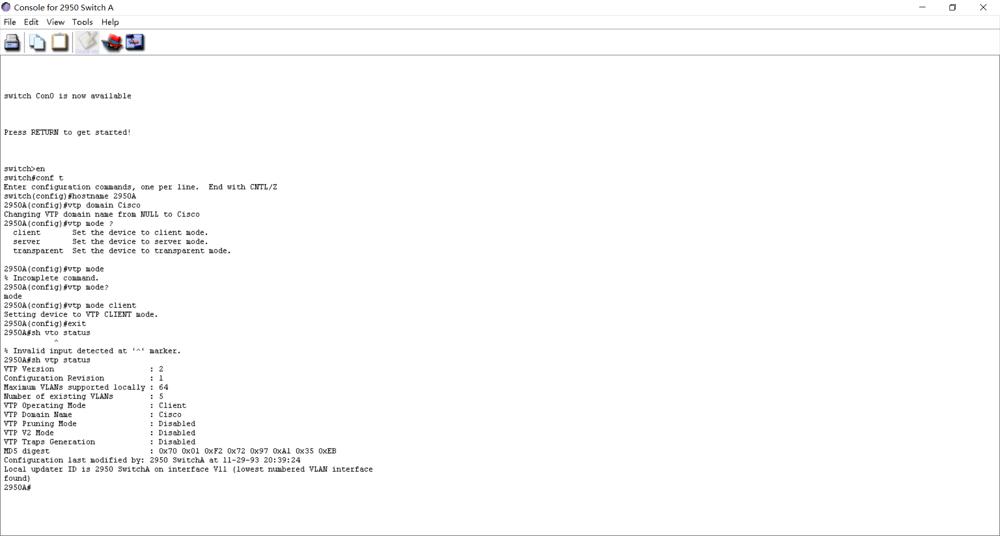 Console for 2950 Switch A
File Edit View Tools Help
Grade Me
switch Con0 is now available
Press RETURN to get started!
switch>en
switch#conf t
Enter configuration commands, one per line.  End with CNTL/Z
switch(config)#hostname 2950A
2950A(config)#vtp domain Cisco
Changing VTP domain name from NULL to Cisco
2950A(config)#vtp mode ?
  client       Set the device to client mode.
  server       Set the device to server mode.
  transparent  Set the device to transparent mode.
2950A(config)#vtp mode
% Incomplete command.
2950A(config)#vtp mode?
mode
2950A(config)#vtp mode client
Setting device to VTP CLIENT mode.
2950A(config)#exit
2950A#sh vto status
           ^
% Invalid input detected at '^' marker.
2950A#sh vtp status
VTP Version                     : 2
Configuration Revision          : 1
Maximum VLANs supported locally : 64
Number of existing VLANs        : 5
VTP Operating Mode              : Client
VTP Domain Name                 : Cisco
VTP Pruning Mode                : Disabled
VTP V2 Mode                     : Disabled
VTP Traps Generation            : Disabled
MD5 digest                      : 0x70 0x01 0xF2 0x72 0x97 0xA1 0x35 0xEB
Configuration last modified by: 2950 SwitchA at 11-29-93 20:39:24
Local updater ID is 2950 SwitchA on interface Vl1 (lowest numbered VLAN interface
found)
2950A#